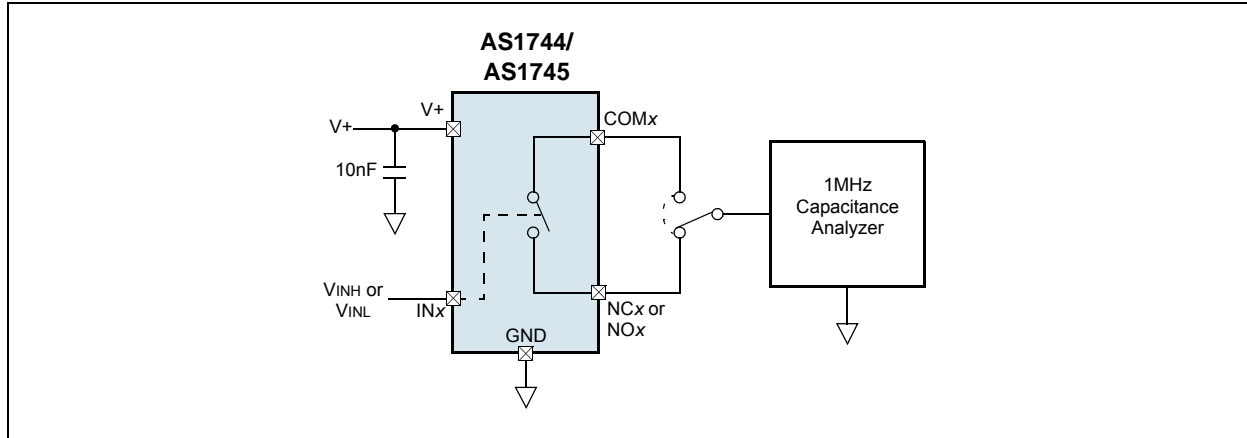 AS1744/
AS1745
V+
V+
COMx
10nF
1MHz
Capacitance
Analyzer
VINH or
VINL
INx
NCx or
NOx
GND